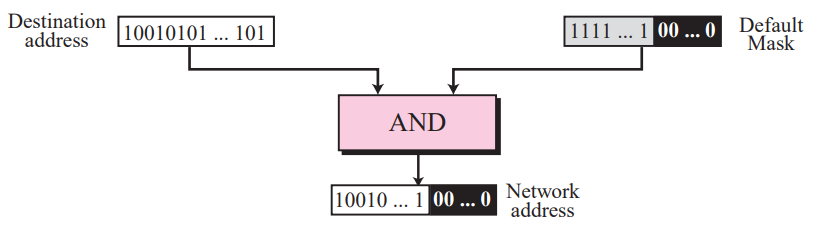 Destination
address
10010101 ... 101
1111 ... 1 00 ... 0
Default
Mask
AND
10010 ... 1 00 ... 0
Network
address